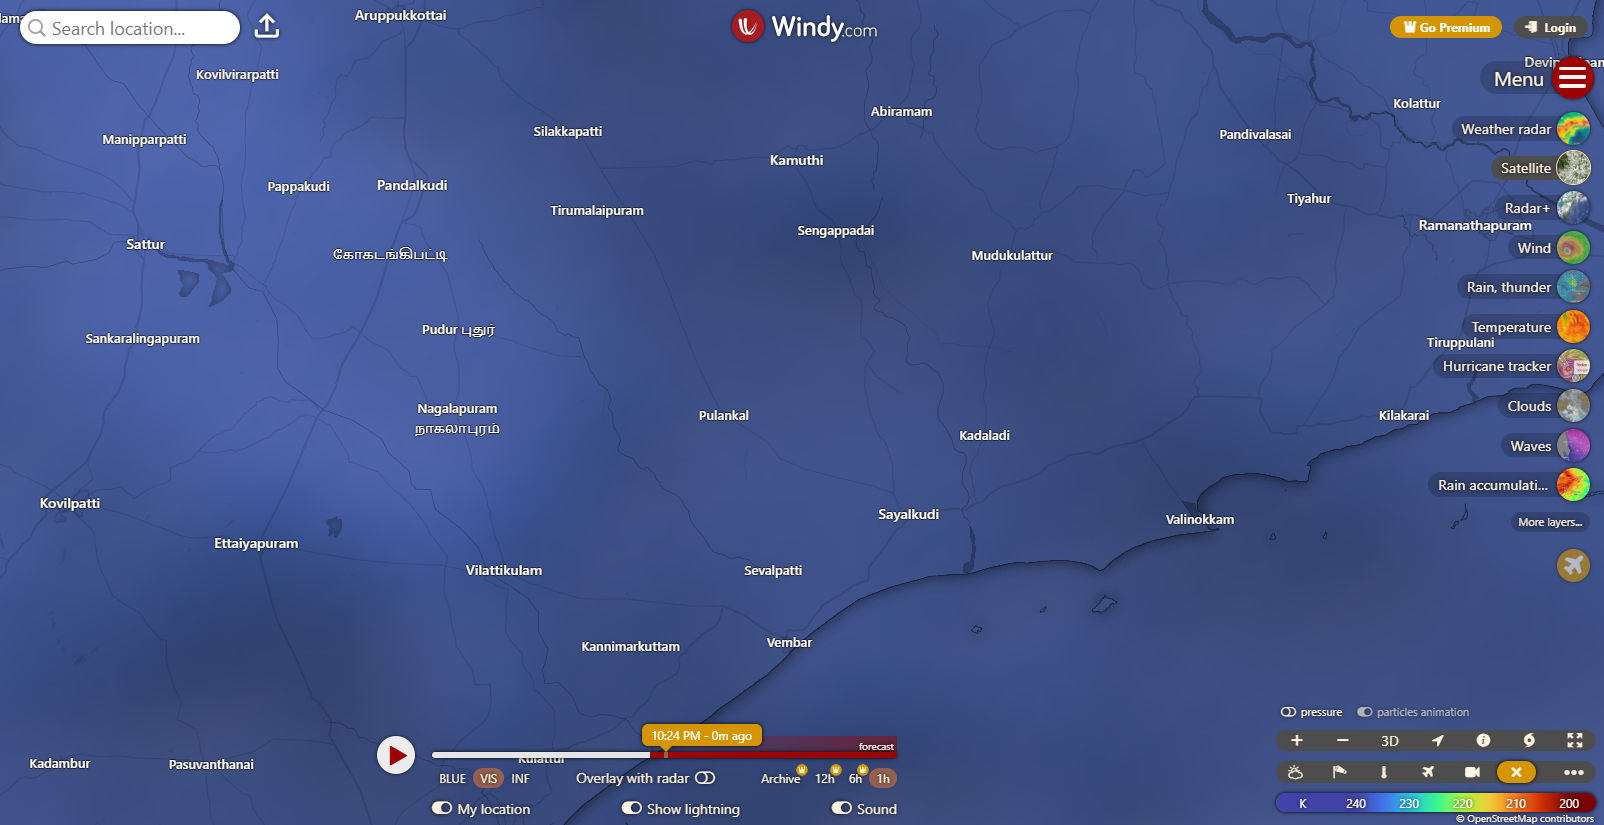 Aruppukkottai
Search location...
Windy.com
Go Premium
Login
Kovilvirarpatti
Menu
Kolattur
Abiramam
Silakkapatti
Pandivalasai
Weather radar
Manipparpatti
Kamuthi
Satellite
Pappakudi
Pandalkudi
Tiyahur
Radar+
Tirumalaipuram
Ramanathapuram
Sengappadai
Sattur
Wind
கோகடங்கிபட்டி
Mudukulattur
Rain, thunder
Temperature
Pudur புதுர்
Sankaralingapuram
Tiruppulani
Hurricane tracker
Clouds
Nagalapuram
நாகலாபுரம்
Pulankal
Kilakarai
Kadaladi
Waves
Rain accumulati...
Kovilpatti
Sayalkudi
Valinokkam
More layers...
Ettaiyapuram
Vilattikulam
Sevalpatti
Vembar
Kannimarkuttam
pressure
particles animation
10:24 PM - 0m ago
forecast
3D
Kadambur
Pasuvanthanai
BLUE VIS INF
Overlay with radar
Archive 12h 6h 1h
My location
Show lightning
Sound
K 240 230 220 210 200
© OpenStreetMap contributors